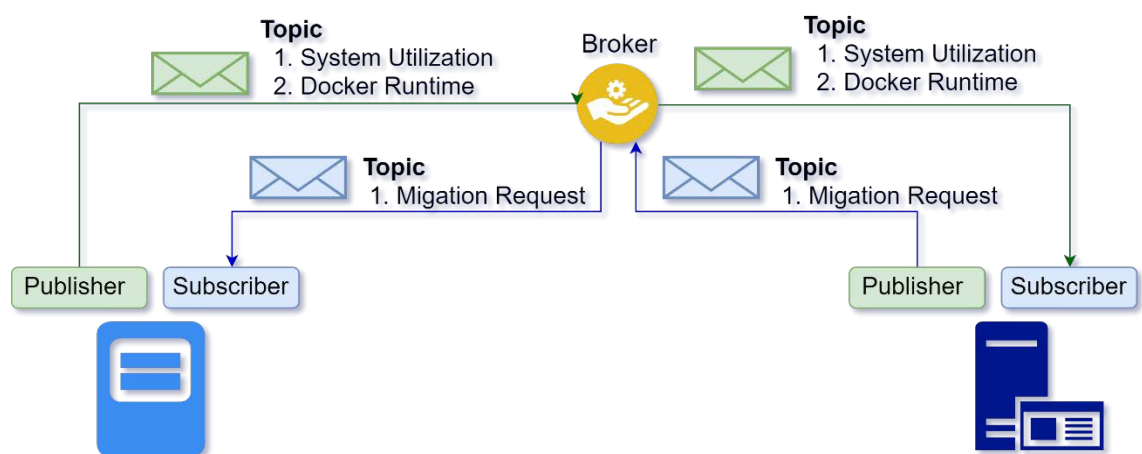 Topic
1. System Utilization
2. Docker Runtime
Broker
Topic
1. System Utilization
2. Docker Runtime
Topic
1. Migation Request
Topic
1. Migation Request
Publisher
Subscriber
Publisher
Subscriber